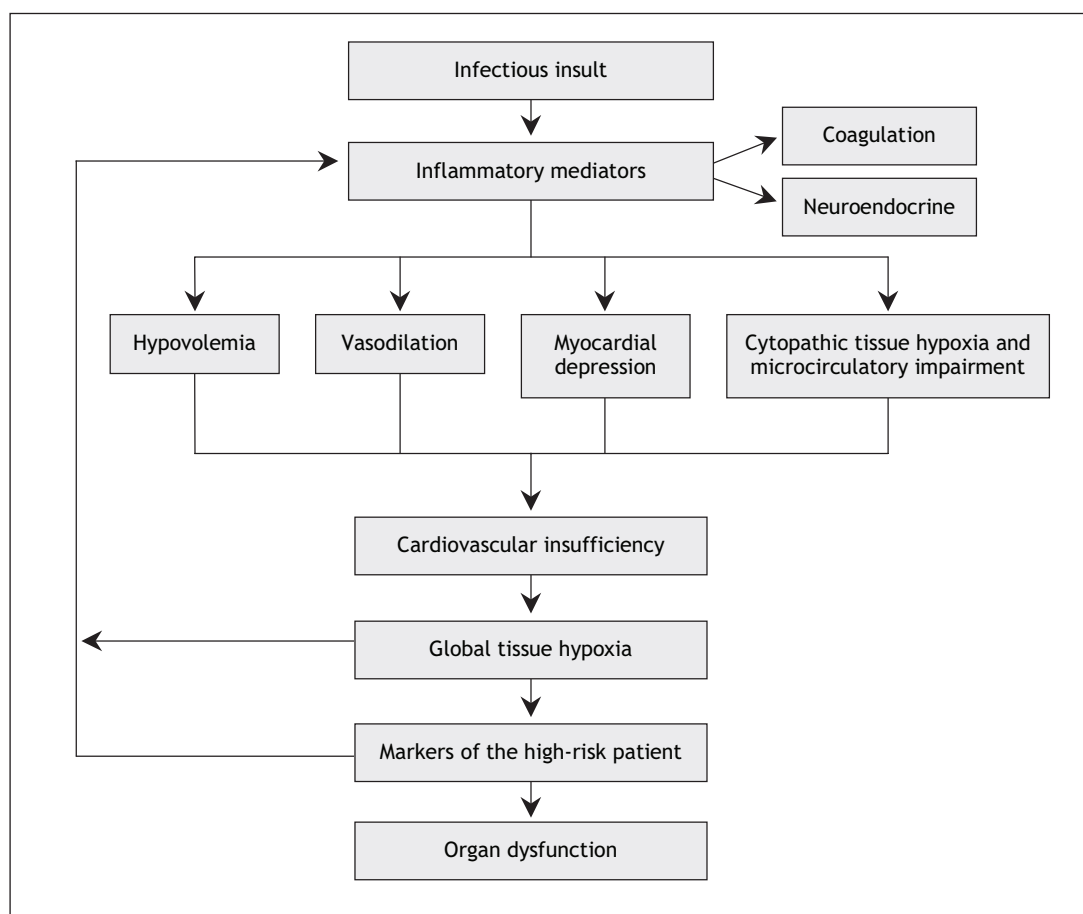 Infectious insult
Coagulation
Inflammatory mediators
Neuroendocrine
Hypovolemia
Vasodilation
Myocardial
depression
Cytopathic tissue hypoxia and
microcirculatory impairment
Cardiovascular insufficiency
Global tissue hypoxia
Markers of the high-risk patient
Organ dysfunction